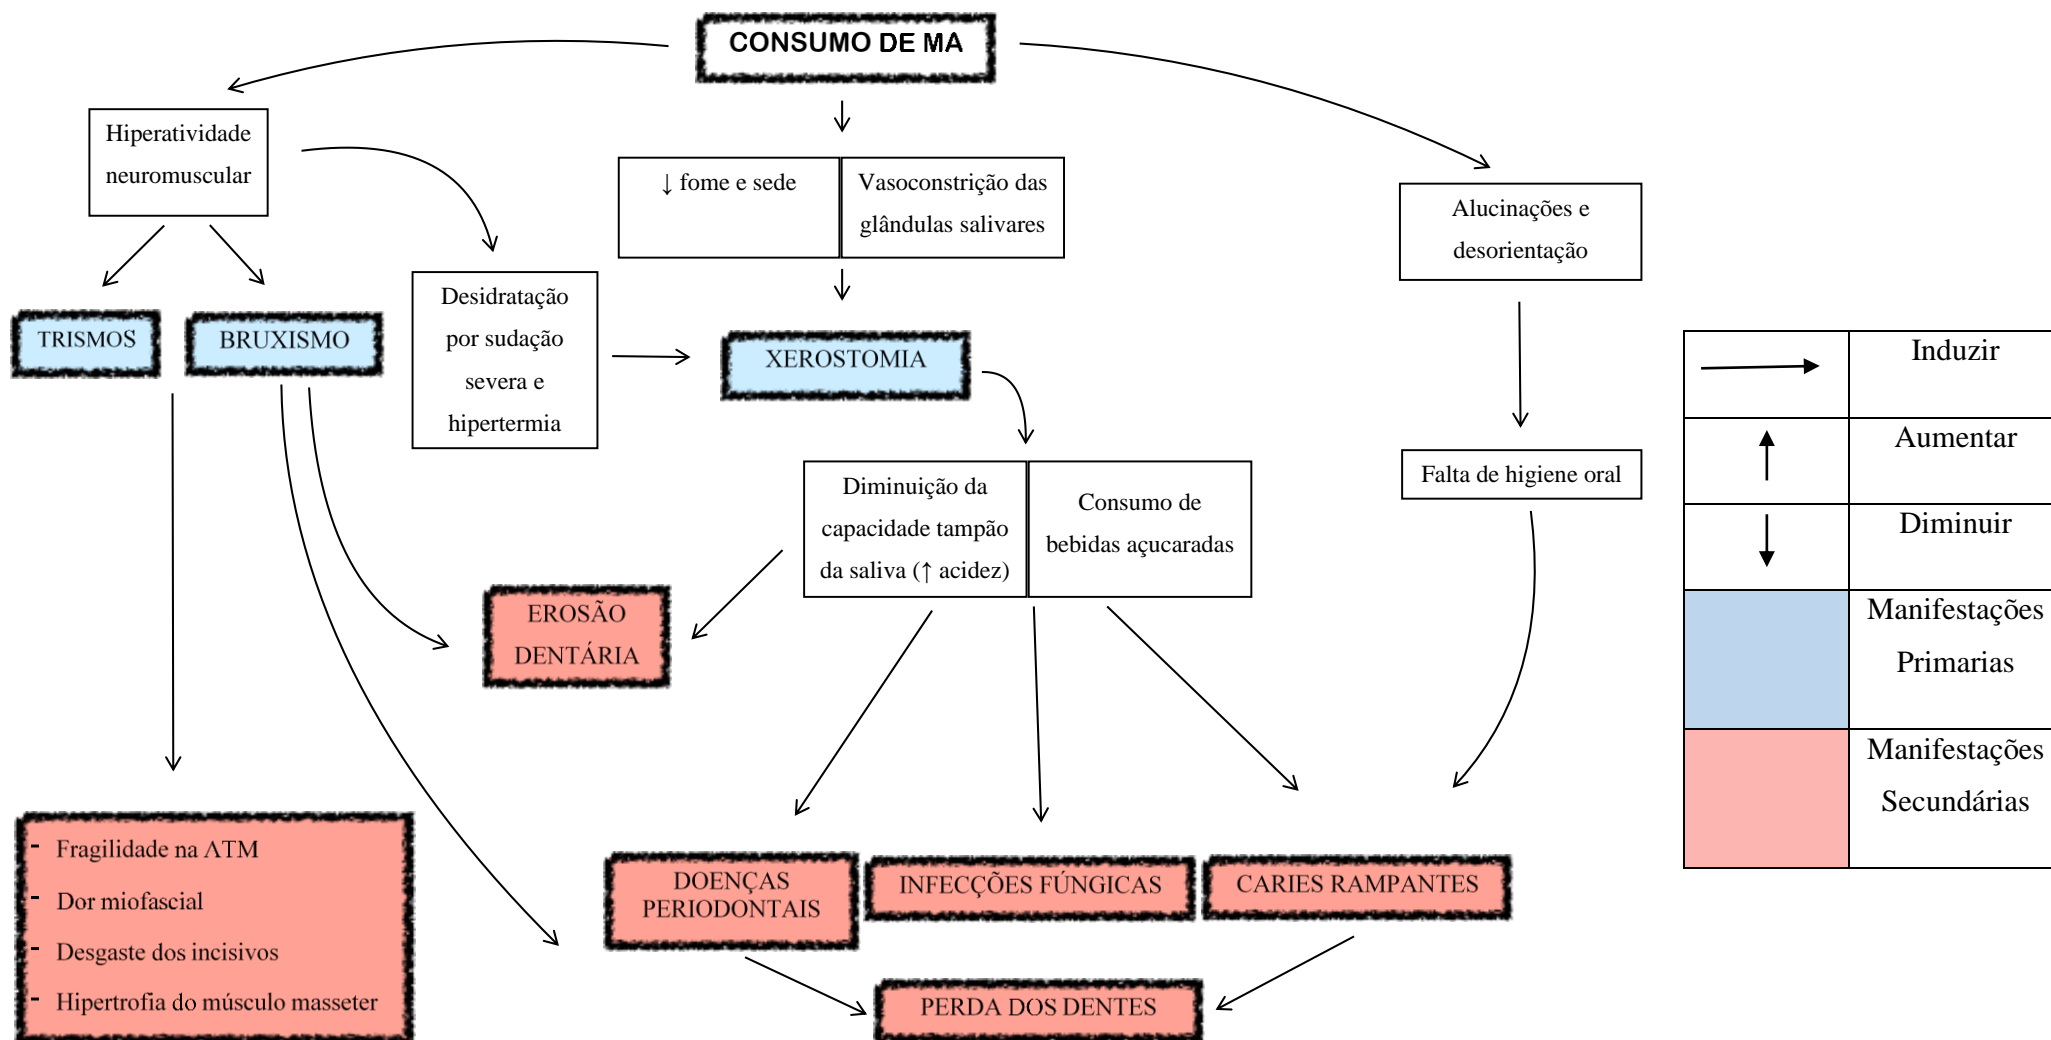 CONSUMO DE MA
Hiperatividade
neuromuscular
↓ fome e sede
Vasoconstrição das
glândulas salivares
Alucinações e
desorientação
TRISMOS
BRUXISMO
Desidratação
por sudação
severa e
hipertermia
XEROSTOMIA
Diminuição da
capacidade tampão
da saliva (↑ acidez)
Consumo de
bebidas açucaradas
Falta de higiene oral
EROSÃO
DENTÁRIA
- Fragilidade na ATM
- Dor miofascial
- Desgaste dos incisivos
- Hipertrofia do músculo masseter
DOENÇAS
PERIODONTAIS
INFECÇÕES FÚNGICAS
CARIES RAMPANTES
PERDA DOS DENTES
Induzir
Aumentar
Diminuir
Manifestações
Primarias
Manifestações
Secundárias